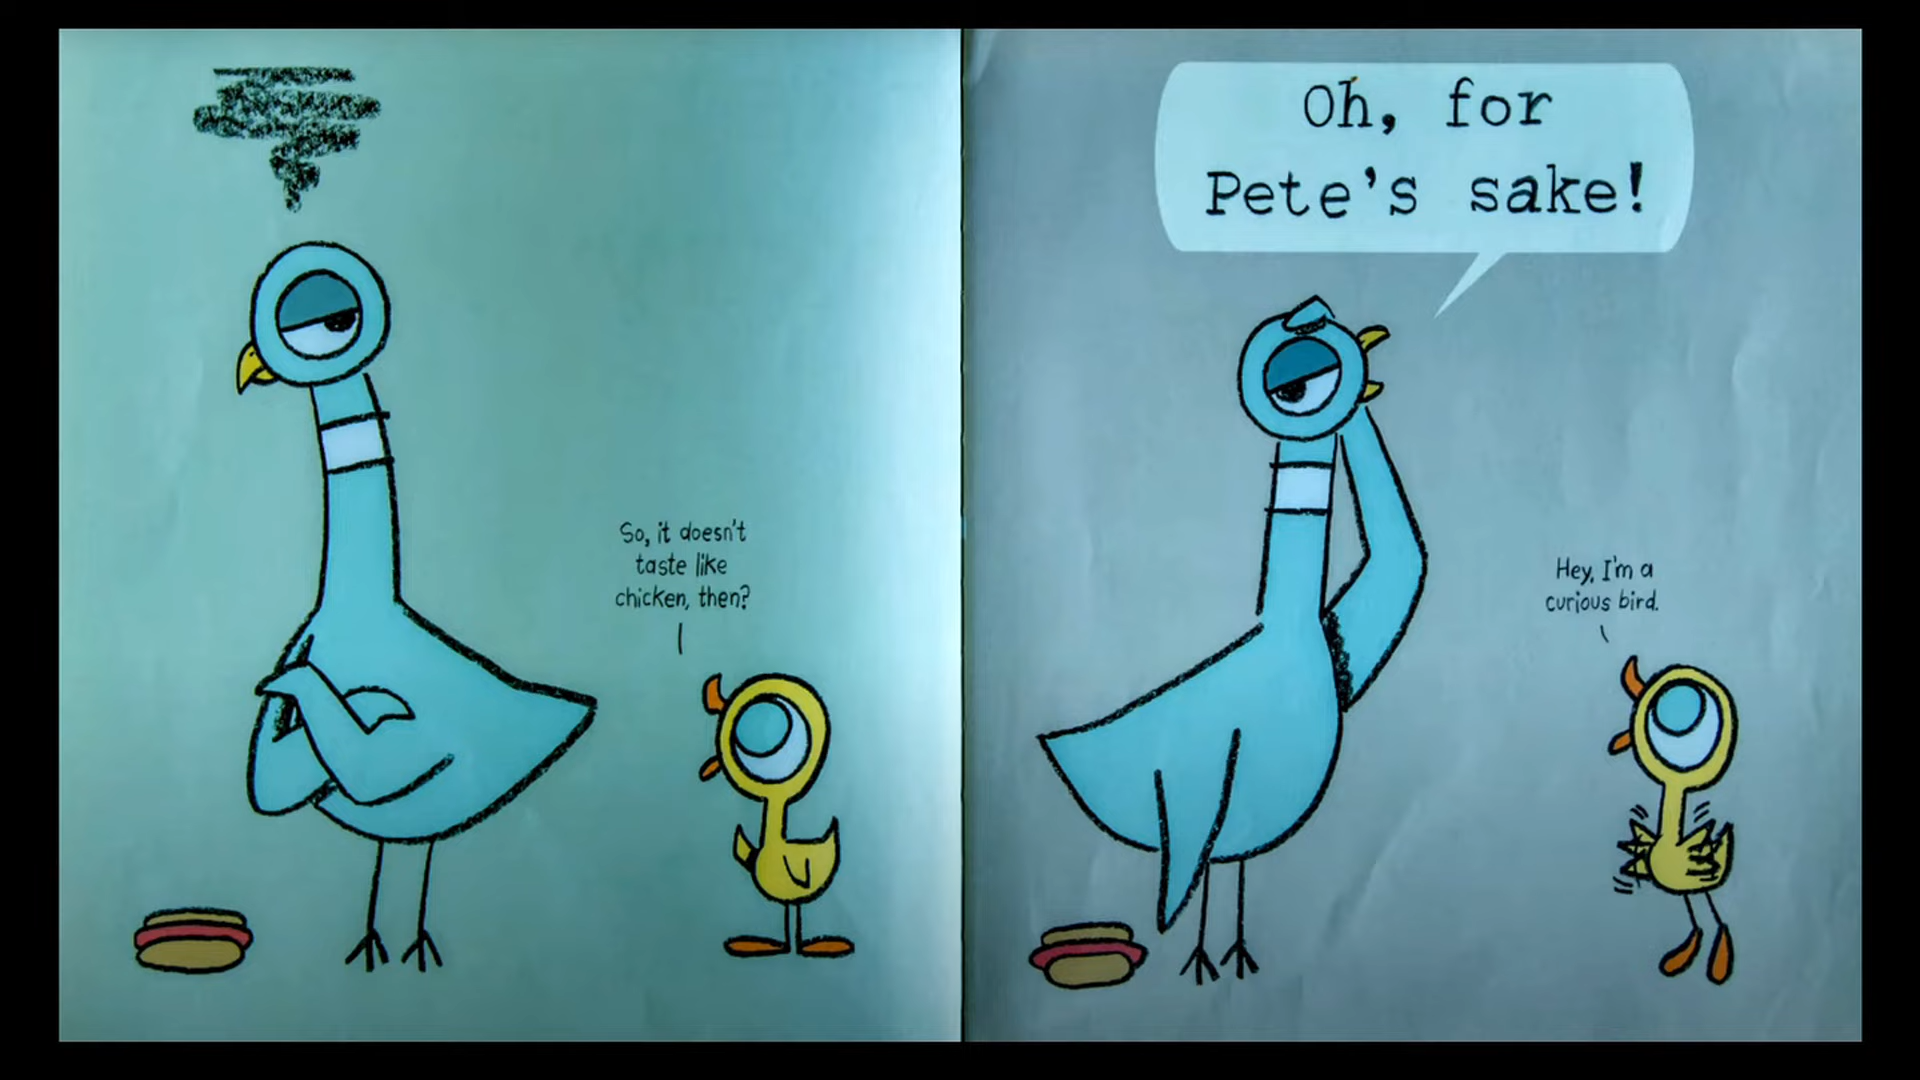 So, it doesn't
taste like
chicken, then?
Oh, for
Pete's sake!
Hey, I'm a
curious bird.